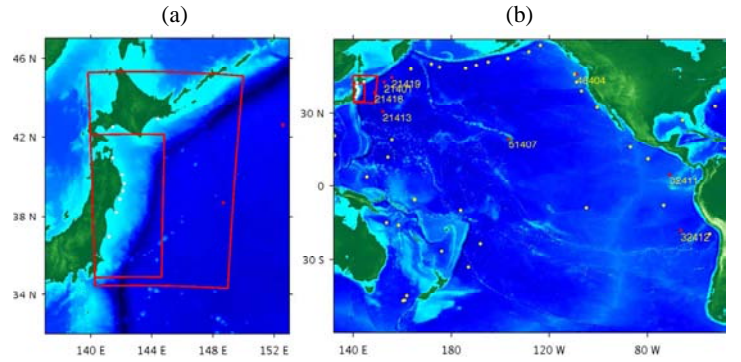 (a)
(b)
46 N
42 N
38 N
34 N
140 E
144 E
148 E
152 E
30 N
0
30 S
140 E
180
140 W
120 W
80 W
21419
21401
21418
21413
51407
46404
32411
32412